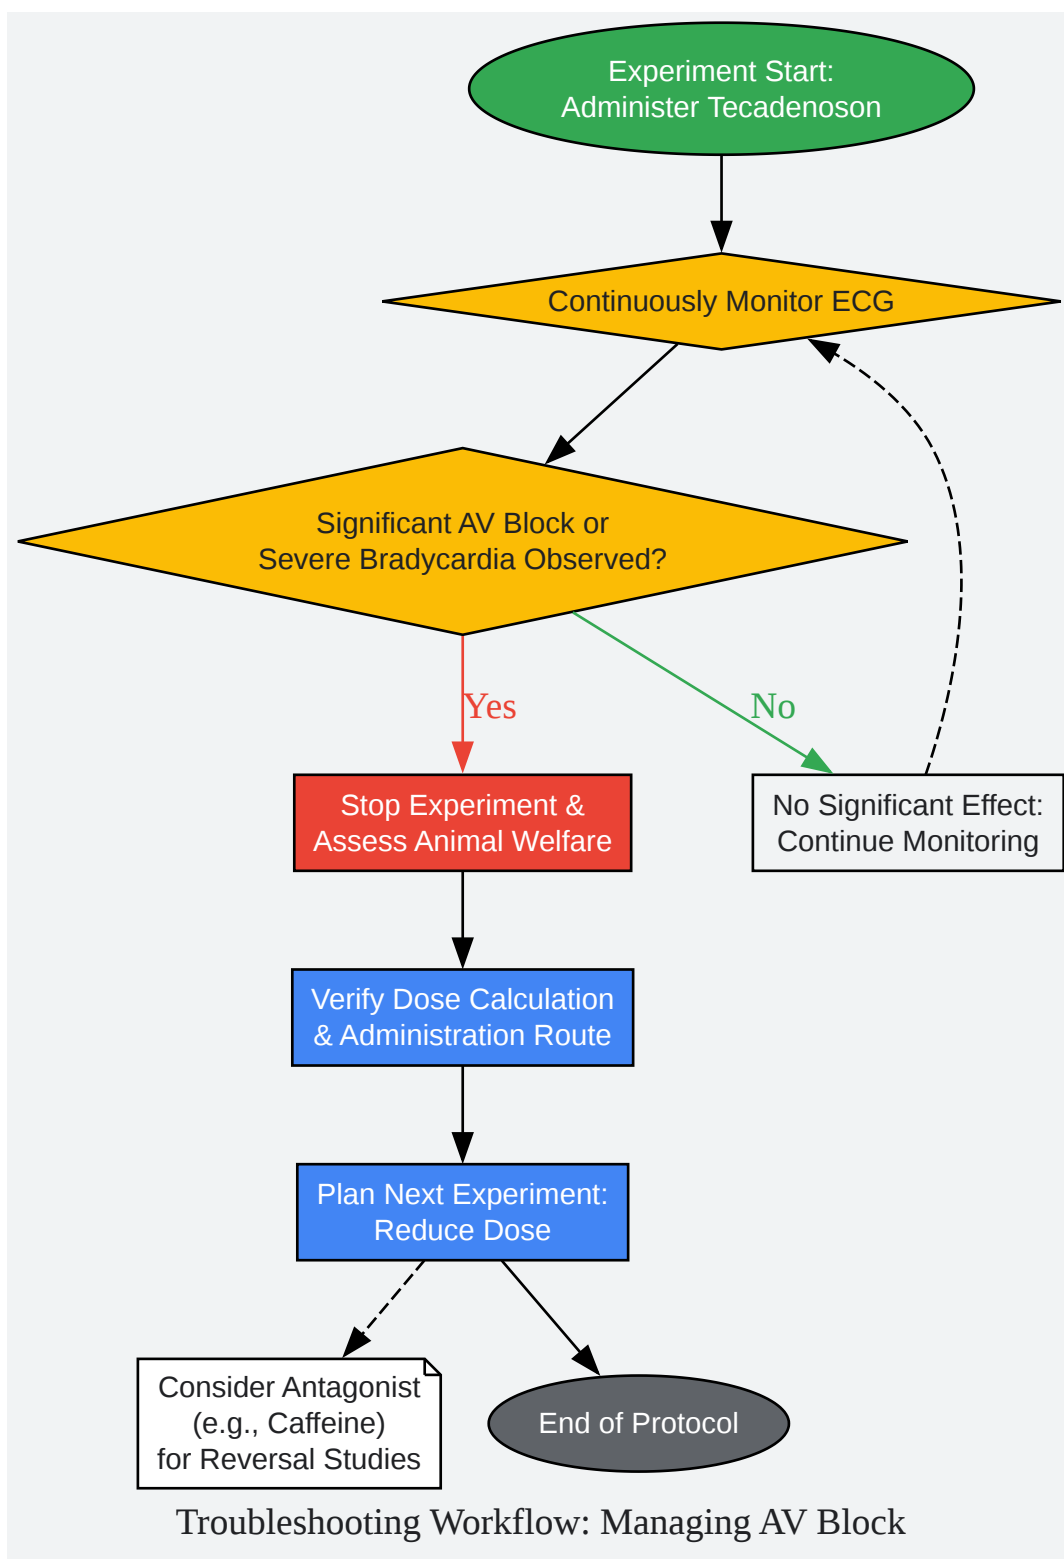 Experiment Start:
Administer Tecadenoson
Continuously Monitor ECG
Significant AV Block or
Severe Bradycardia Observed?
Yes
No
Stop Experiment &
Assess Animal Welfare
No Significant Effect:
Continue Monitoring
Verify Dose Calculation
& Administration Route
Plan Next Experiment:
Reduce Dose
Consider Antagonist
(e.g., Caffeine)
for Reversal Studies
End of Protocol
Troubleshooting Workflow: Managing AV Block